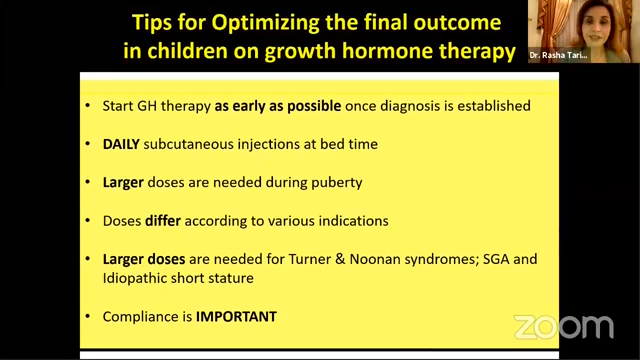 Tips for Optimizing the final outcome
in children on growth hormone therapy
Dr. Rasha Tari...
• Start GH therapy as early as possible once diagnosis is established
• DAILY subcutaneous injections at bed time
• Larger doses are needed during puberty
• Doses differ according to various indications
• Larger doses are needed for Turner & Noonan syndromes; SGA and
Idiopathic short stature
• Compliance is IMPORTANT
zoom